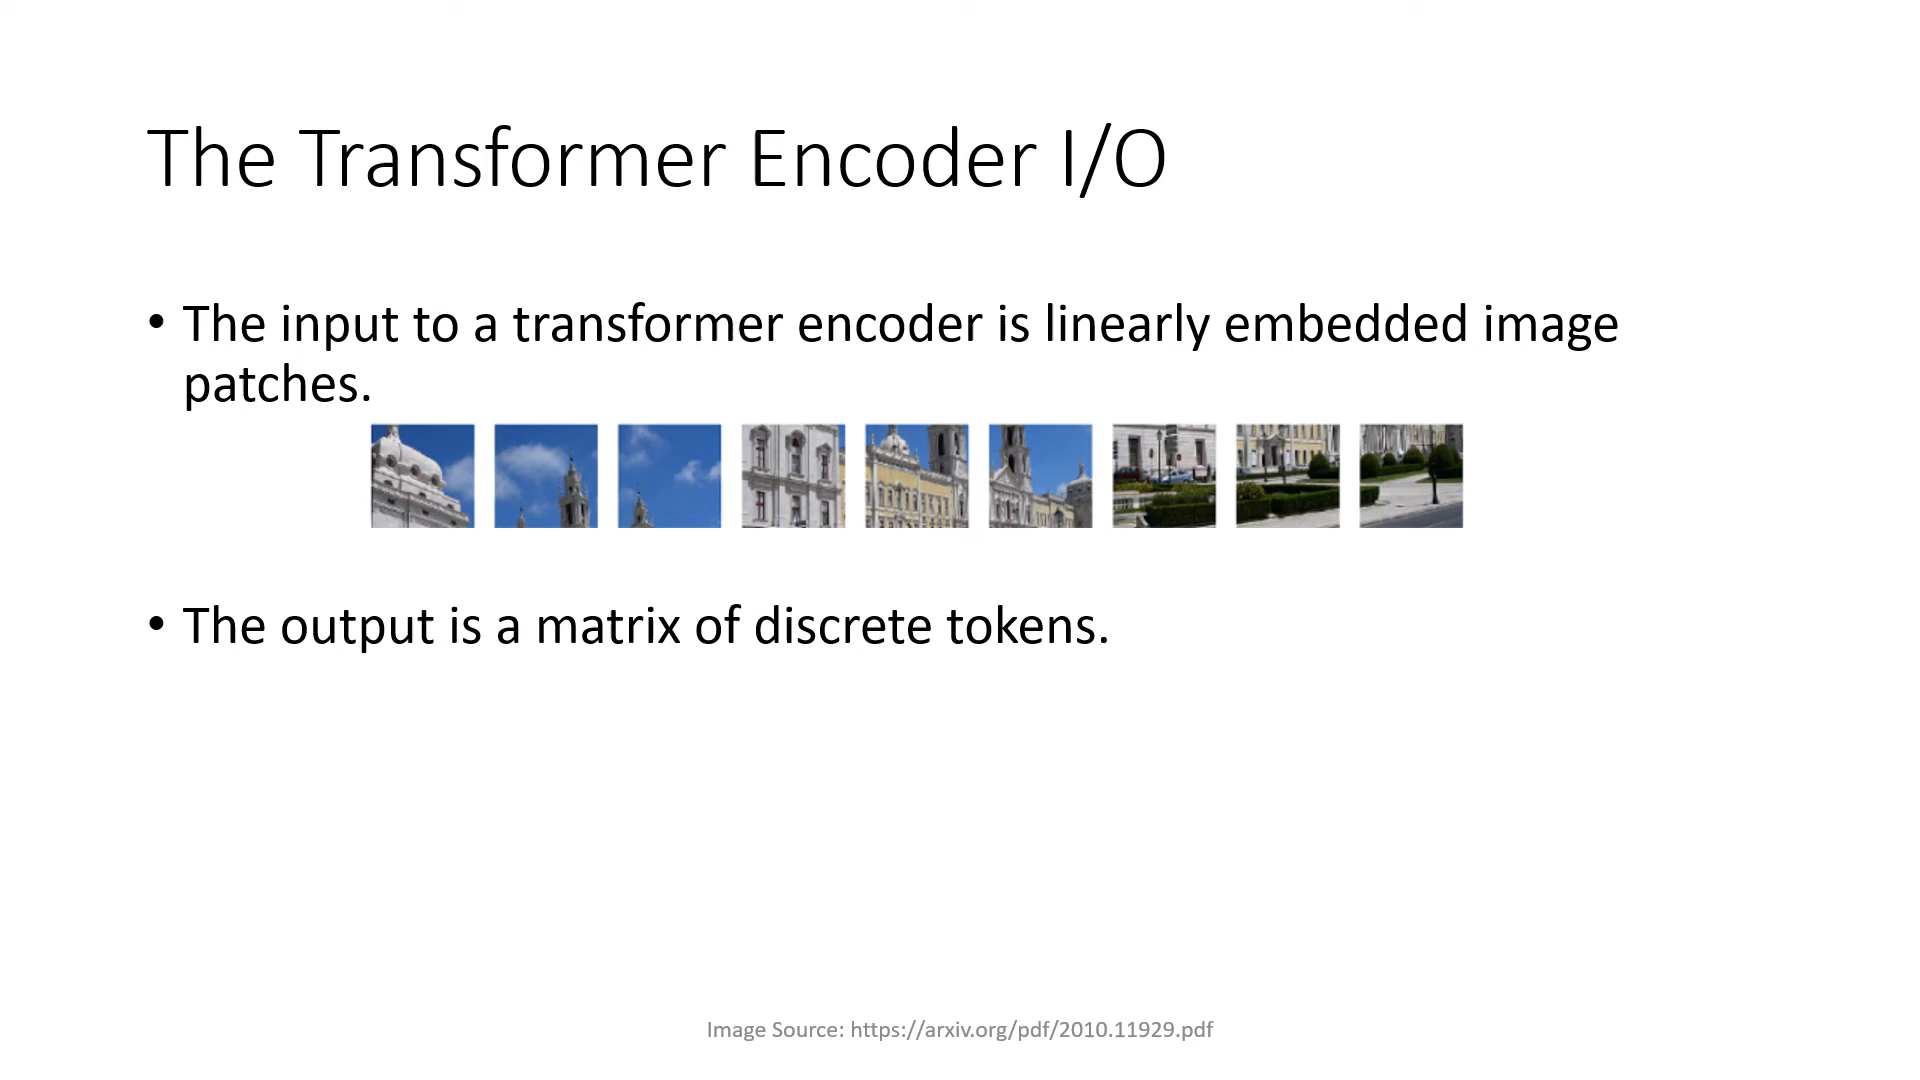 The Transformer Encoder I/O
• The input to a transformer encoder is linearly embedded image
patches.
• The output is a matrix of discrete tokens.
Image Source: https://arxiv.org/pdf/2010.11929.pdf